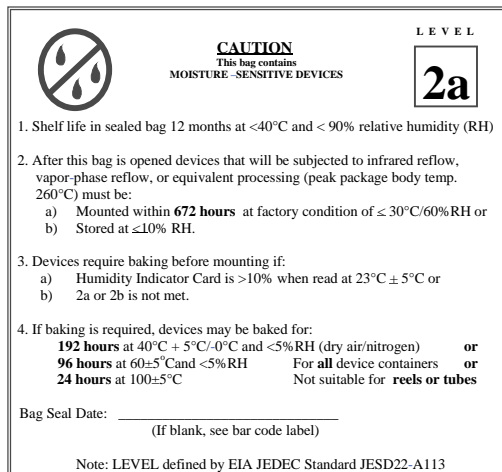 LEVEL
CAUTION
This bag contains
MOISTURE –SENSITIVE DEVICES
2a
1. Shelf life in sealed bag 12 months at <40°C and < 90% relative humidity (RH)
2. After this bag is opened devices that will be subjected to infrared reflow,
vapor-phase reflow, or equivalent processing (peak package body temp.
260°C) must be:
a) Mounted within 672 hours at factory condition of ≤ 30°C/60%RH or
b) Stored at ≤10% RH.
3. Devices require baking before mounting if:
a) Humidity Indicator Card is >10% when read at 23°C ± 5°C or
b) 2a or 2b is not met.
4. If baking is required, devices may be baked for:
192 hours at 40°C + 5°C/-0°C and <5%RH (dry air/nitrogen) or
96 hours at 60±5°Cand <5%RH For all device containers or
24 hours at 100±5°C Not suitable for reels or tubes
Bag Seal Date: ______________________________
(If blank, see bar code label)
Note: LEVEL defined by EIA JEDEC Standard JESD22-A113